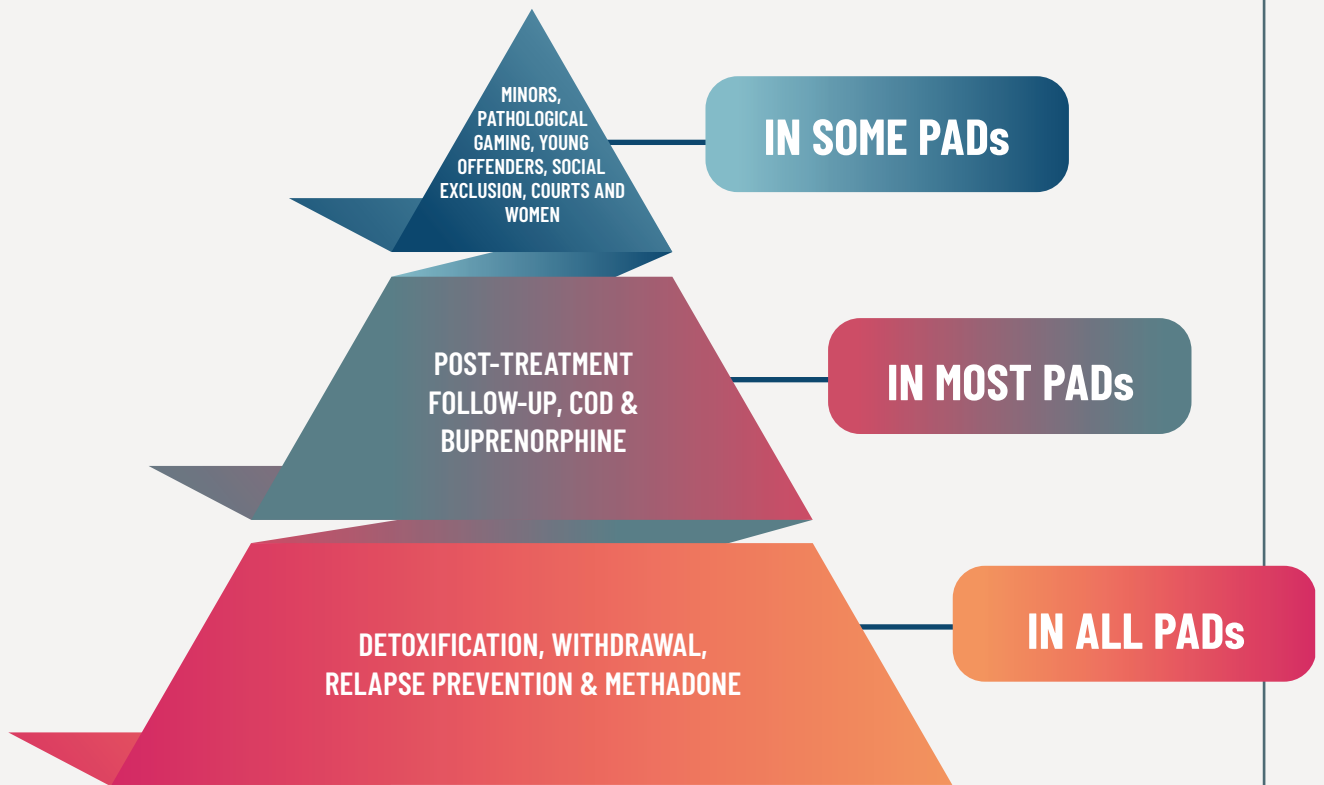 MINORS,
PATHOLOGICAL
GAMING, YOUNG
OFFENDERS, SOCIAL
EXCLUSION, COURTS AND
WOMEN
IN SOME PADs
POST-TREATMENT
FOLLOW-UP, COD &
BUPRENORPHINE
IN MOST PADs
DETOXIFICATION, WITHDRAWAL,
RELAPSE PREVENTION & METHADONE
IN ALL PADs